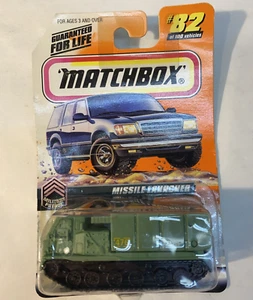 FOR AGES 3 AND OVER
GUARANTEED
FOR LIFE
#82
of 100 vehicles
MATCHBOX
®
MISSILE LAUNCHER